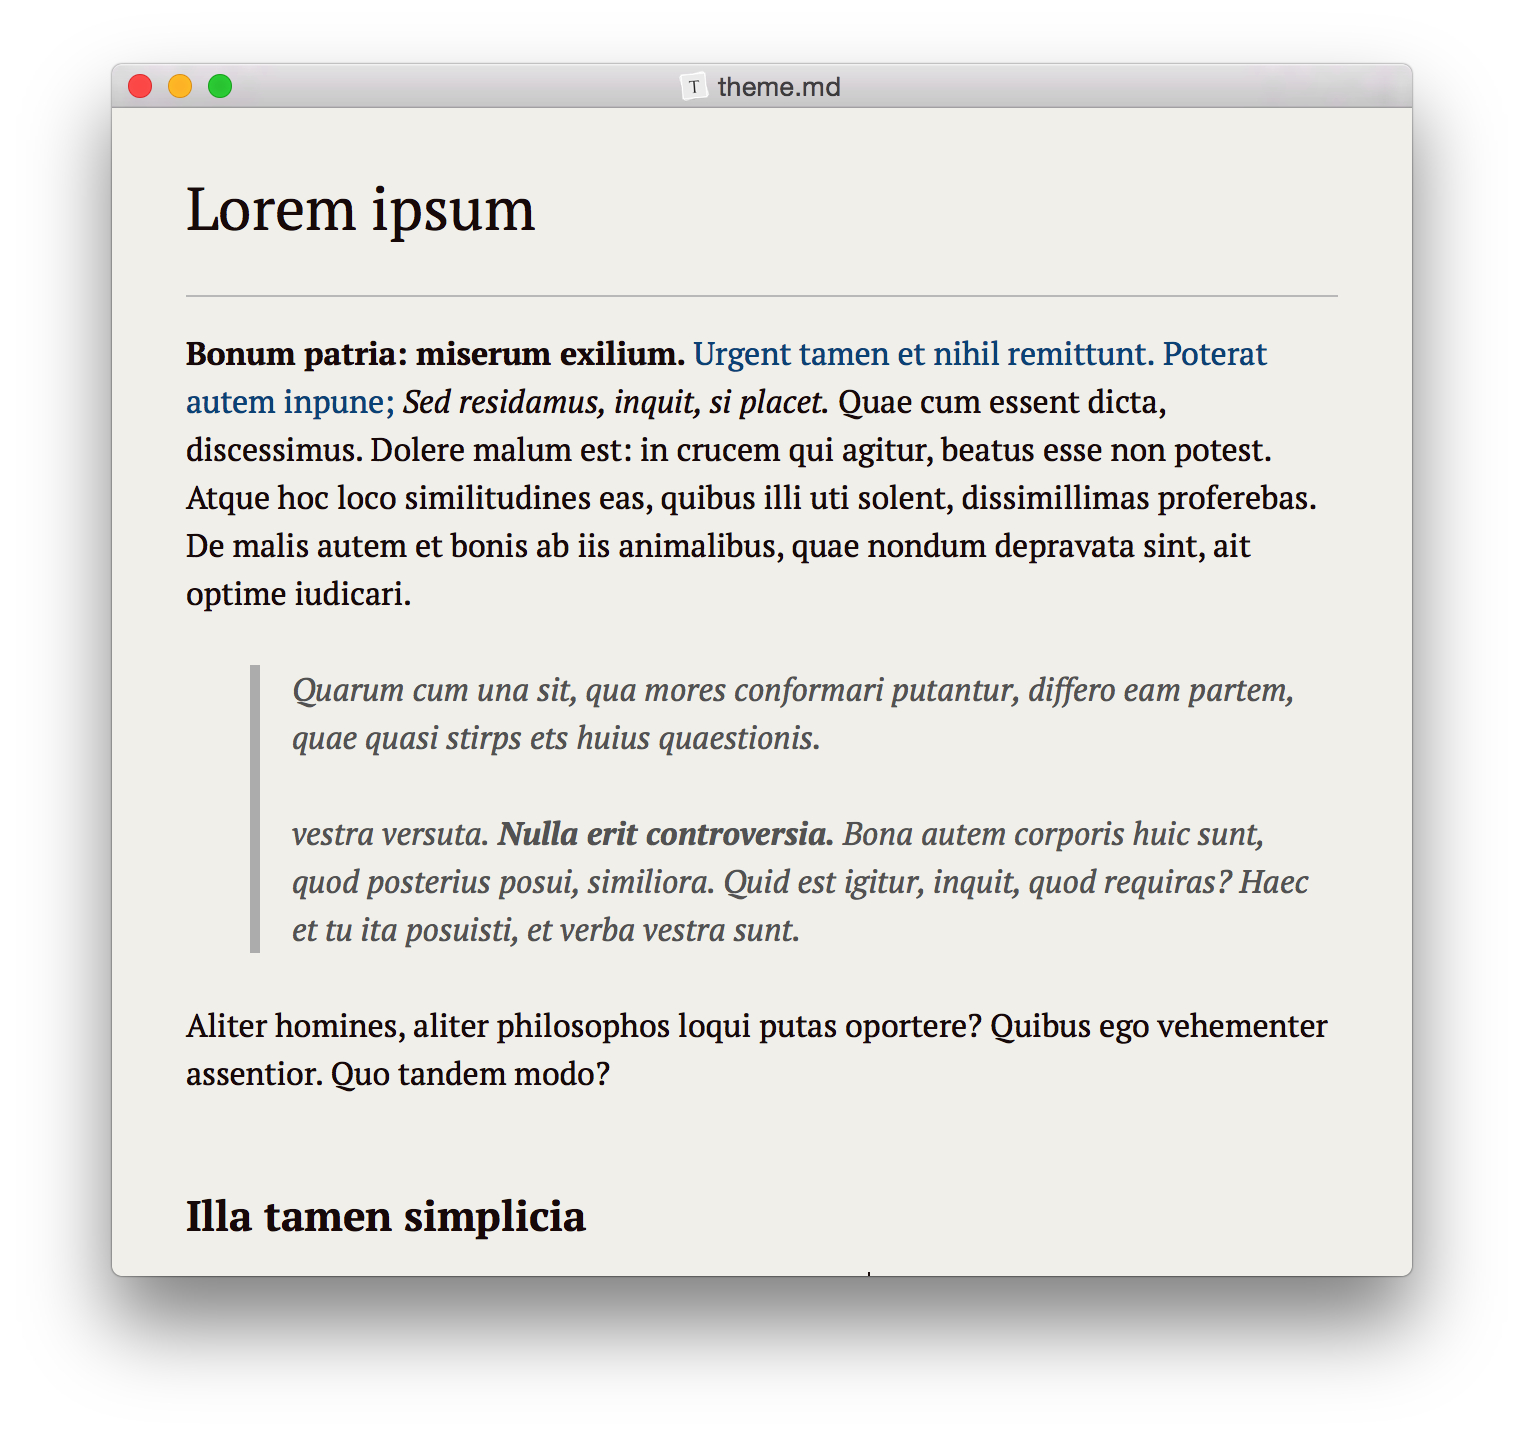 T theme.md
Lorem ipsum
Bonum patria: miserum exilium. Urgent tamen et nihil remittunt. Poterat
autem inpune; Sed residamus, inquit, si placet. Quae cum essent dicta,
discessimus. Dolere malum est: in crucem qui agitur, beatus esse non potest.
Atque hoc loco similitudines eas, quibus illi uti solent, dissimillimas proferebas.
De malis autem et bonis ab iis animalibus, quae nondum depravata sint, ait
optime iudicari.
Quarum cum una sit, qua mores conformari putantur, differo eam partem,
quae quasi stirps ets huius quaestionis.
vestra versuta. Nulla erit controversia. Bona autem corporis huic sunt,
quod posterius posui, similiora. Quid est igitur, inquit, quod requiras? Haec
et tu ita posuisti, et verba vestra sunt.
Aliter homines, aliter philosophos loqui putas oportere? Quibus ego vehementer
assentior. Quo tandem modo?
Illa tamen simplicia